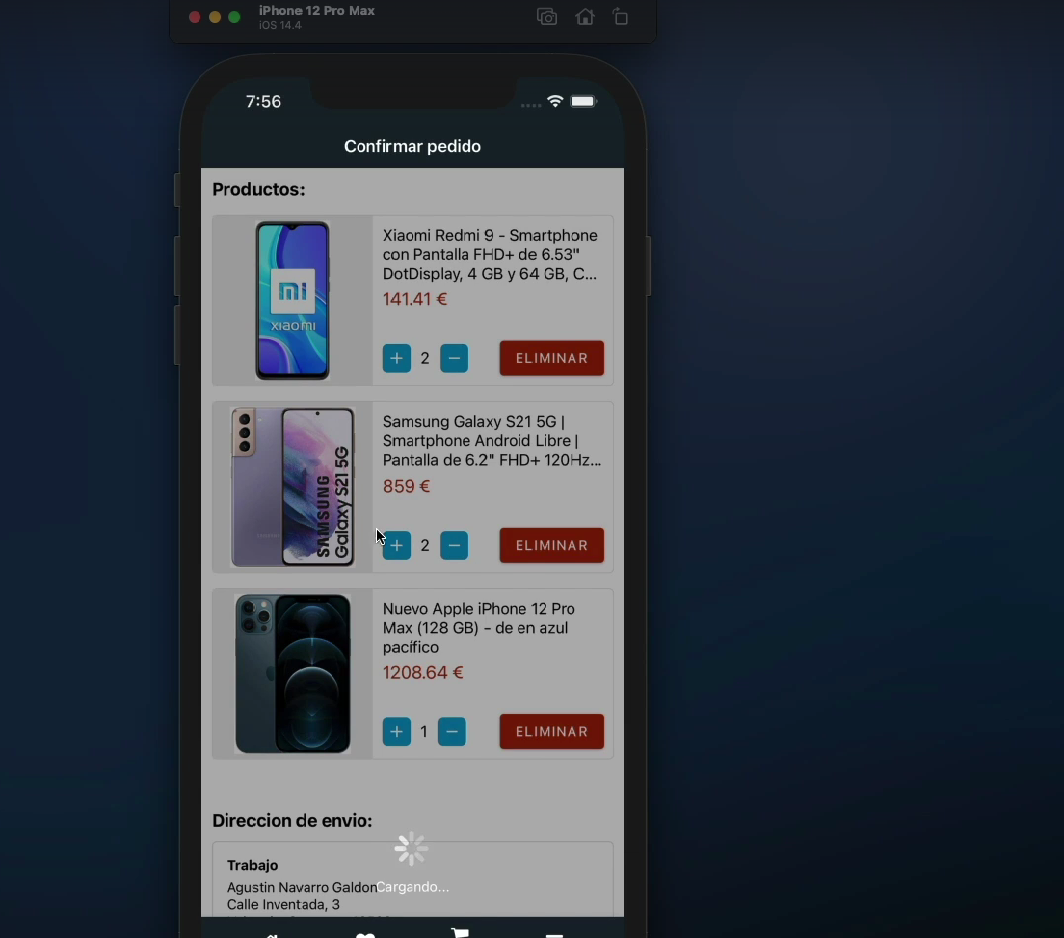 iPhone 12 Pro Max
iOS 14.4
7:56
Confirmar pedido
Productos:
xiaomi
Xiaomi Redmi 9 - Smartphone
con Pantalla FHD+ de 6.53"
DotDisplay, 4 GB y 64 GB, C...
141.41 €
+ 2 − ELIMINAR
SAMSUNG
Galaxy S21 5G
Samsung Galaxy S21 5G |
Smartphone Android Libre |
Pantalla de 6.2" FHD+ 120Hz...
859 €
+ 2 − ELIMINAR
Nuevo Apple iPhone 12 Pro
Max (128 GB) - de en azul
pacífico
1208.64 €
+ 1 − ELIMINAR
Direccion de envio:
Trabajo
Agustin Navarro Galdon
Cargando...
Calle Inventada, 3